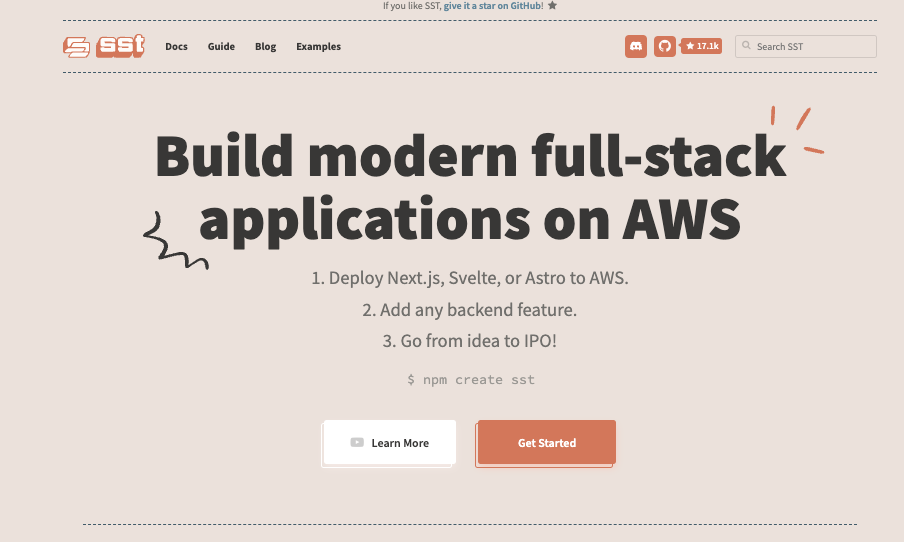 If you like SST, give it a star on GitHub! ★
sst Docs Guide Blog Examples ★ 17.1k Search SST
Build modern full-stack
applications on AWS
1. Deploy Next.js, Svelte, or Astro to AWS.
2. Add any backend feature.
3. Go from idea to IPO!
$ npm create sst
Learn More Get Started